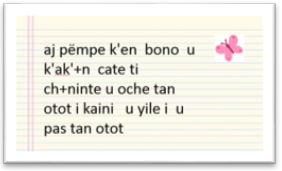 aj pëmpe k'en bono u
k'ak'+n cate ti
ch+ninte u oche tan
otot i kaini u yile i u
pas tan otot